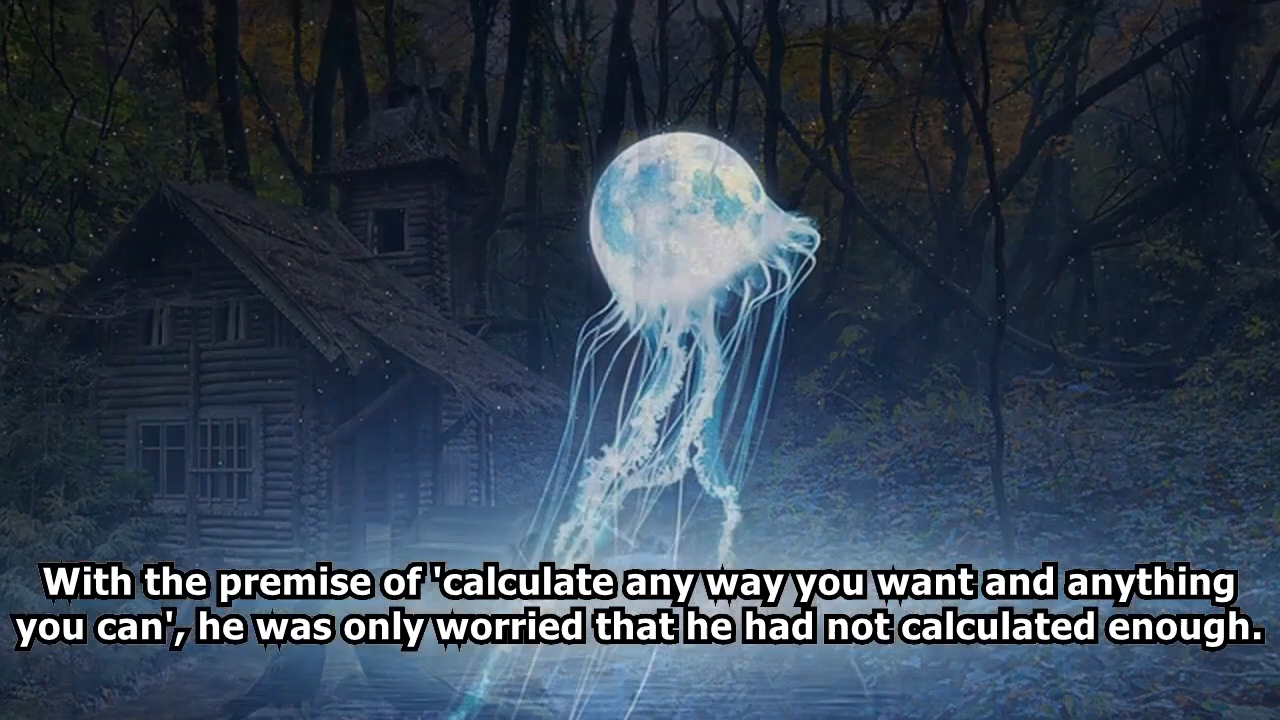 With the premise of 'calculate any way you want and anything
you can', he was only worried that he had not calculated enough.